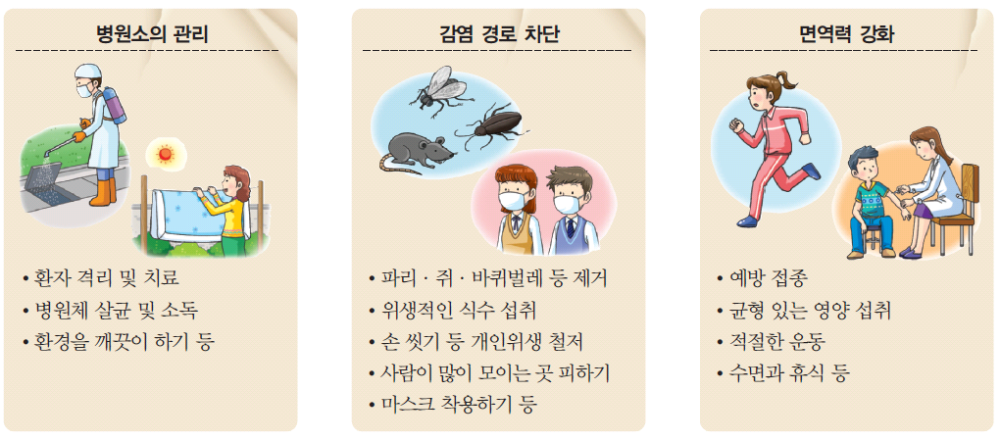 병원소의 관리
• 환자 격리 및 치료
• 병원체 살균 및 소독
• 환경을 깨끗이 하기 등
감염 경로 차단
• 파리 · 쥐 · 바퀴벌레 등 제거
• 위생적인 식수 섭취
• 손 씻기 등 개인위생 철저
• 사람이 많이 모이는 곳 피하기
• 마스크 착용하기 등
면역력 강화
• 예방 접종
• 균형 있는 영양 섭취
• 적절한 운동
• 수면과 휴식 등